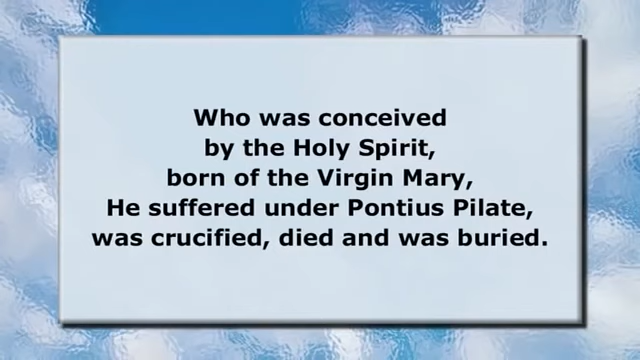 Who was conceived
by the Holy Spirit,
born of the Virgin Mary,
He suffered under Pontius Pilate,
was crucified, died and was buried.